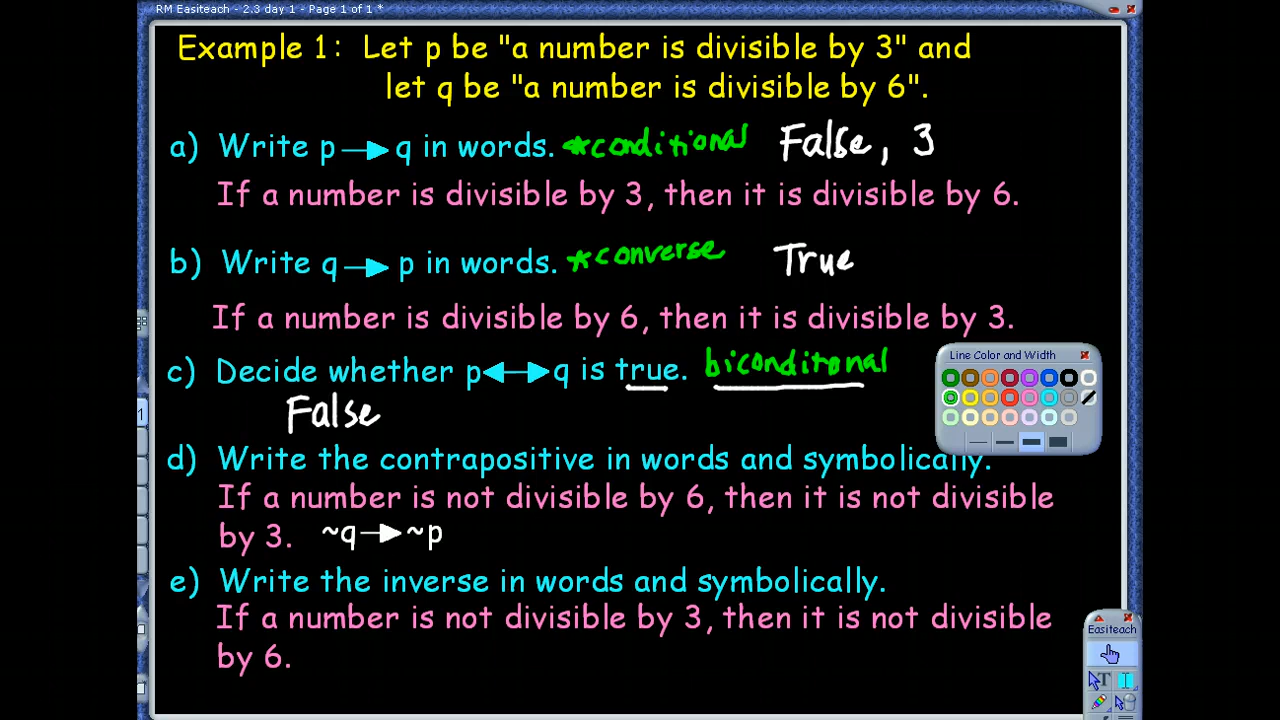 RM Easiteach - 2.3 day 1 - Page 1 of 1 *
Example 1: Let p be "a number is divisible by 3" and
let q be "a number is divisible by 6".
a) Write p → q in words. *conditional False, 3
If a number is divisible by 3, then it is divisible by 6.
b) Write q → p in words. *converse True
If a number is divisible by 6, then it is divisible by 3.
c) Decide whether p ↔ q is true. biconditional
Line Color and Width
False
1
d) Write the contrapositive in words and symbolically.
If a number is not divisible by 6, then it is not divisible
by 3. ~q → ~p
e) Write the inverse in words and symbolically.
If a number is not divisible by 3, then it is not divisible
by 6.
Easiteach
T